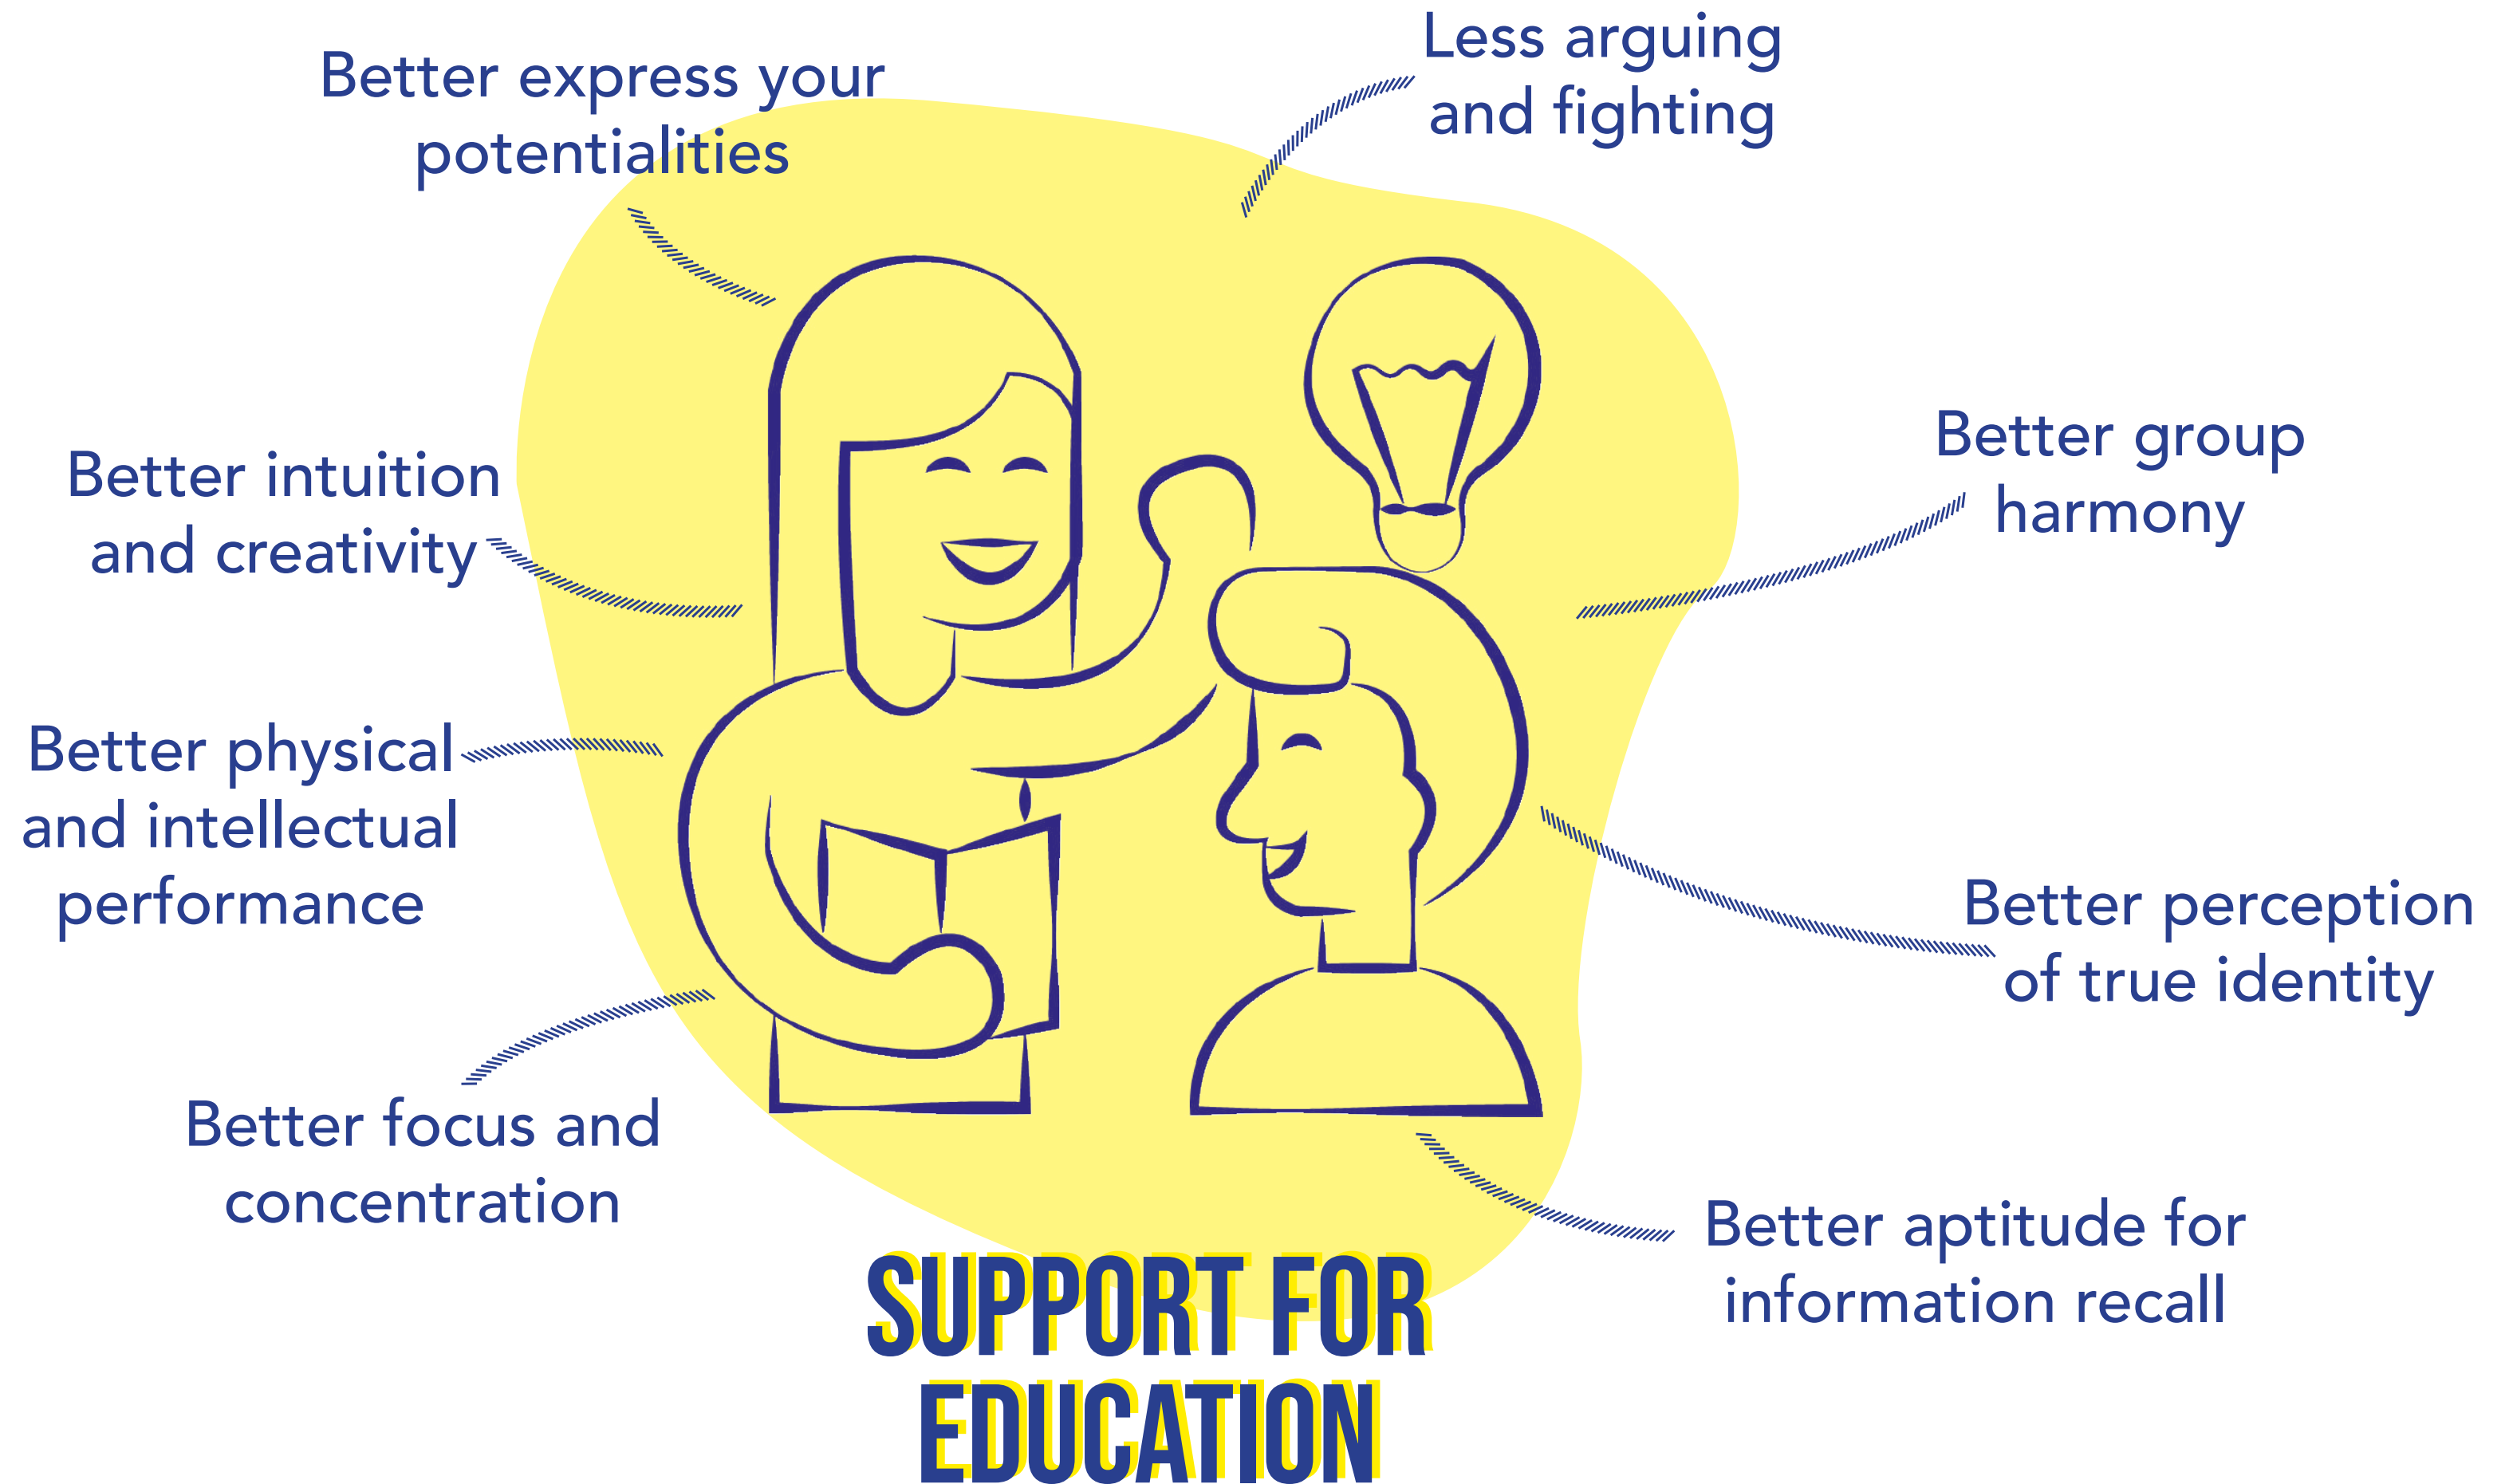 Better express your
potentialities
Less arguing
and fighting
Better intuition
and creativity
Better group
harmony
Better physical
and intellectual
performance
Better perception
of true identity
Better focus and
concentration
Better aptitude for
information recall
SUPPORT FOR
EDUCATION